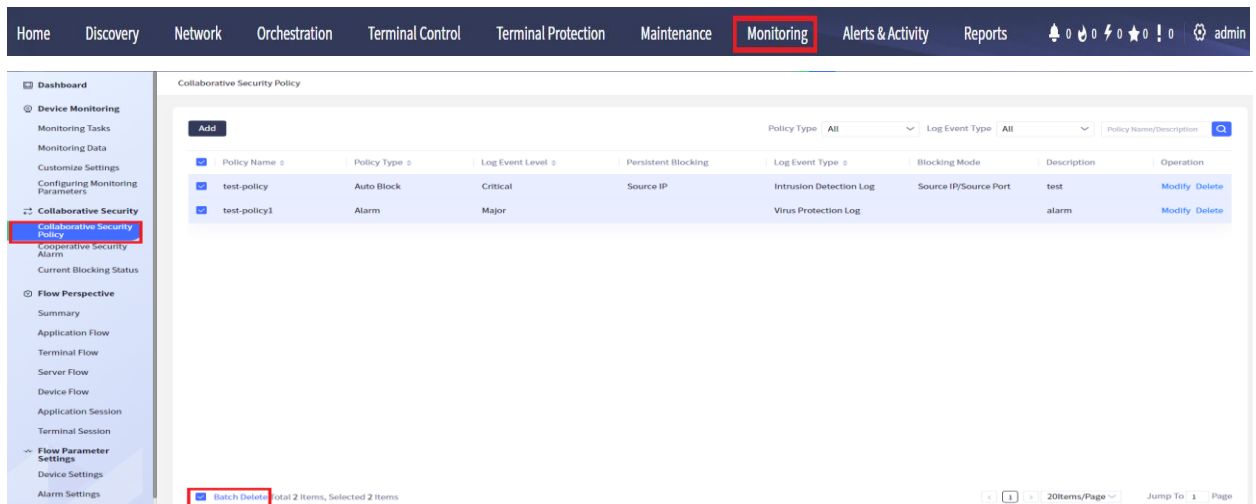 Home Discovery Network Orchestration Terminal Control Terminal Protection Maintenance Monitoring Alerts & Activity Reports 0 0 0 0 0 admin
Dashboard
Collaborative Security Policy
Device Monitoring
Monitoring Tasks
Monitoring Data
Customize Settings
Configuring Monitoring
Parameters
Collaborative Security
Collaborative Security
Policy
Cooperative Security
Alarm
Current Blocking Status
Flow Perspective
Summary
Application Flow
Terminal Flow
Server Flow
Device Flow
Application Session
Terminal Session
Flow Parameter
Settings
Device Settings
Alarm Settings
Add Policy Type All Log Event Type All Policy Name/Description
Policy Name Policy Type Log Event Level Persistent Blocking Log Event Type Blocking Mode Description Operation
test-policy Auto Block Critical Source IP Intrusion Detection Log Source IP/Source Port test Modify Delete
test-policy1 Alarm Major Virus Protection Log alarm Modify Delete
Batch Delete Total 2 Items, Selected 2 Items 1 20Items/Page Jump To 1 Page